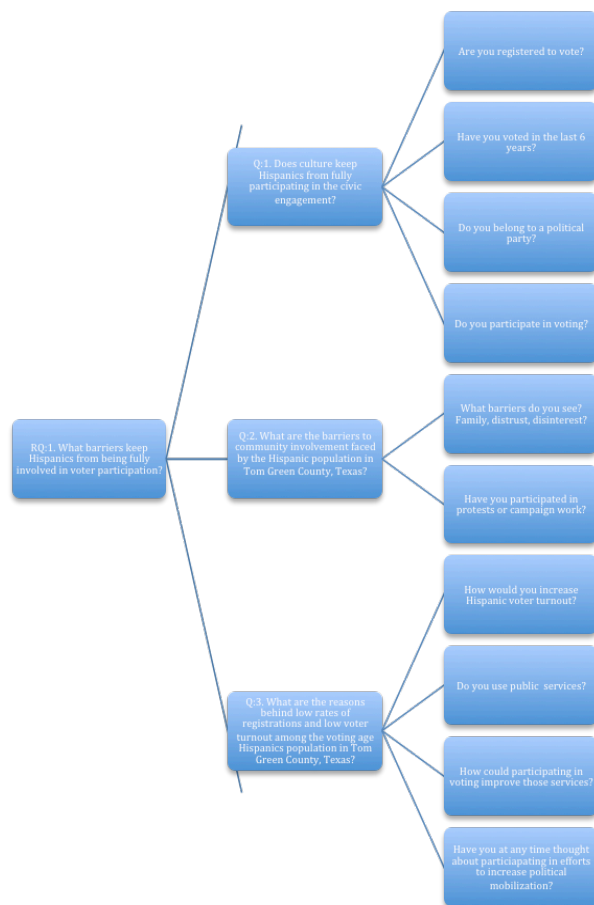 Are you registered to vote?
Have you voted in the last 6
years?
Q:1. Does culture keep
Hispanics from fully
participating in the civic
engagement?
Do you belong to a political
party?
Do you participate in voting?
RQ:1. What barriers keep
Hispanics from being fully
involved in voter participation?
Q:2. What are the barriers to
community involvement faced
by the Hispanic population in
Tom Green County, Texas?
What barriers do you see?
Family, distrust, disinterest?
Have you participated in
protests or campaign work?
How would you increase
Hispanic voter turnout?
Q:3. What are the reasons
behind low rates of
registrations and low voter
turnout among the voting age
Hispanics population in Tom
Green County, Texas?
Do you use public services?
How could participating in
voting improve those services?
Have you at any time thought
about particiapating in efforts
to increase political
mobilization?